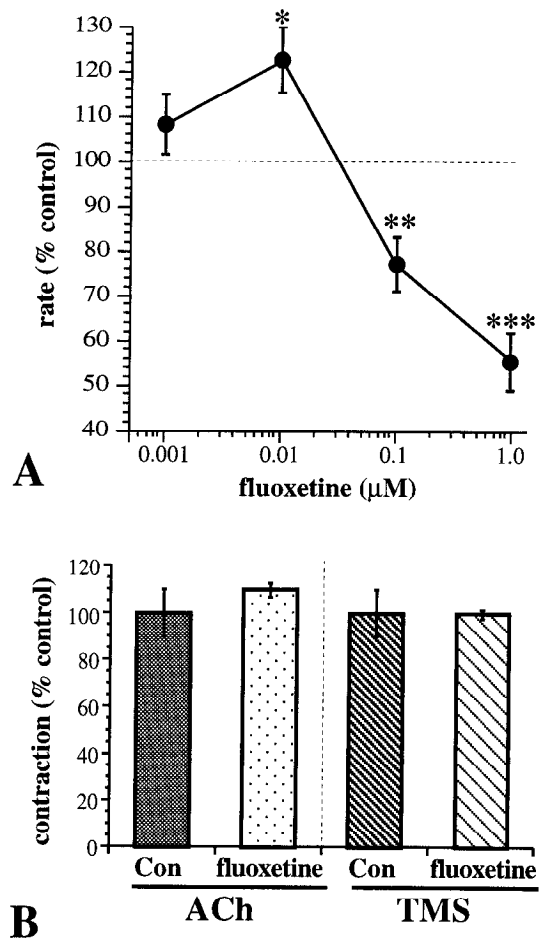 130
120
110
100
90
80
70
60
50
40
rate (% control)
*
**
***
0.001 0.01 0.1 1.0
fluoxetine (µM)
A
120
100
80
60
40
20
0
contraction (% control)
Con fluoxetine Con fluoxetine
ACh TMS
B